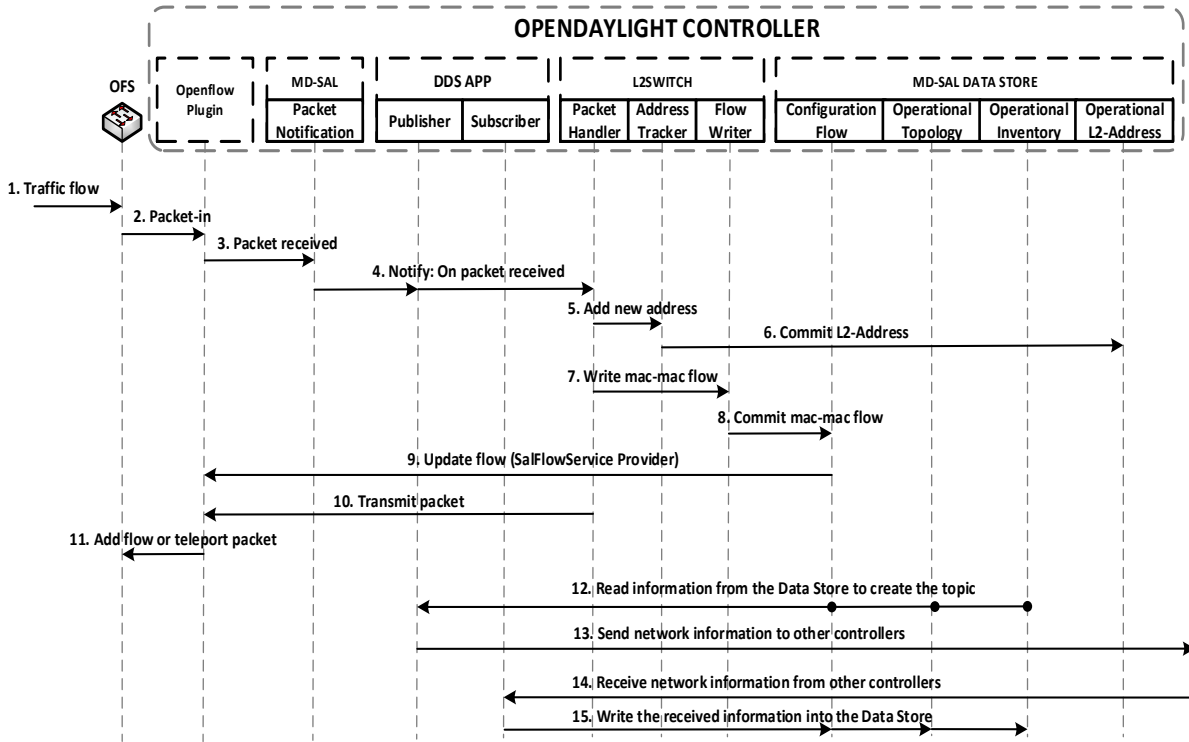 OPENDAYLIGHT CONTROLLER
OFS
Openflow
Plugin
MD-SAL
Packet
Notification
DDS APP
Publisher
Subscriber
L2SWITCH
Packet
Handler
Address
Tracker
Flow
Writer
MD-SAL DATA STORE
Configuration
Flow
Operational
Topology
Operational
Inventory
Operational
L2-Address
1. Traffic flow
2. Packet-in
3. Packet received
4. Notify: On packet received
5. Add new address
6. Commit L2-Address
7. Write mac-mac flow
8. Commit mac-mac flow
9. Update flow (SalFlowService Provider)
10. Transmit packet
11. Add flow or teleport packet
12. Read information from the Data Store to create the topic
13. Send network information to other controllers
14. Receive network information from other controllers
15. Write the received information into the Data Store